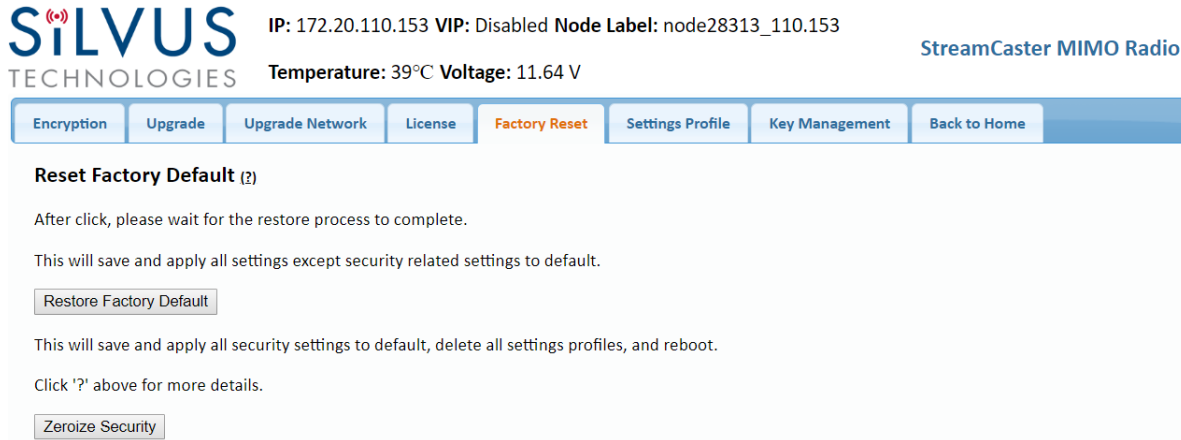 SiLVUS
TECHNOLOGIES
IP: 172.20.110.153 VIP: Disabled Node Label: node28313_110.153
Temperature: 39°C Voltage: 11.64 V
StreamCaster MIMO Radio
Encryption Upgrade Upgrade Network License Factory Reset Settings Profile Key Management Back to Home
Reset Factory Default (?)
After click, please wait for the restore process to complete.
This will save and apply all settings except security related settings to default.
Restore Factory Default
This will save and apply all security settings to default, delete all settings profiles, and reboot.
Click '?' above for more details.
Zeroize Security